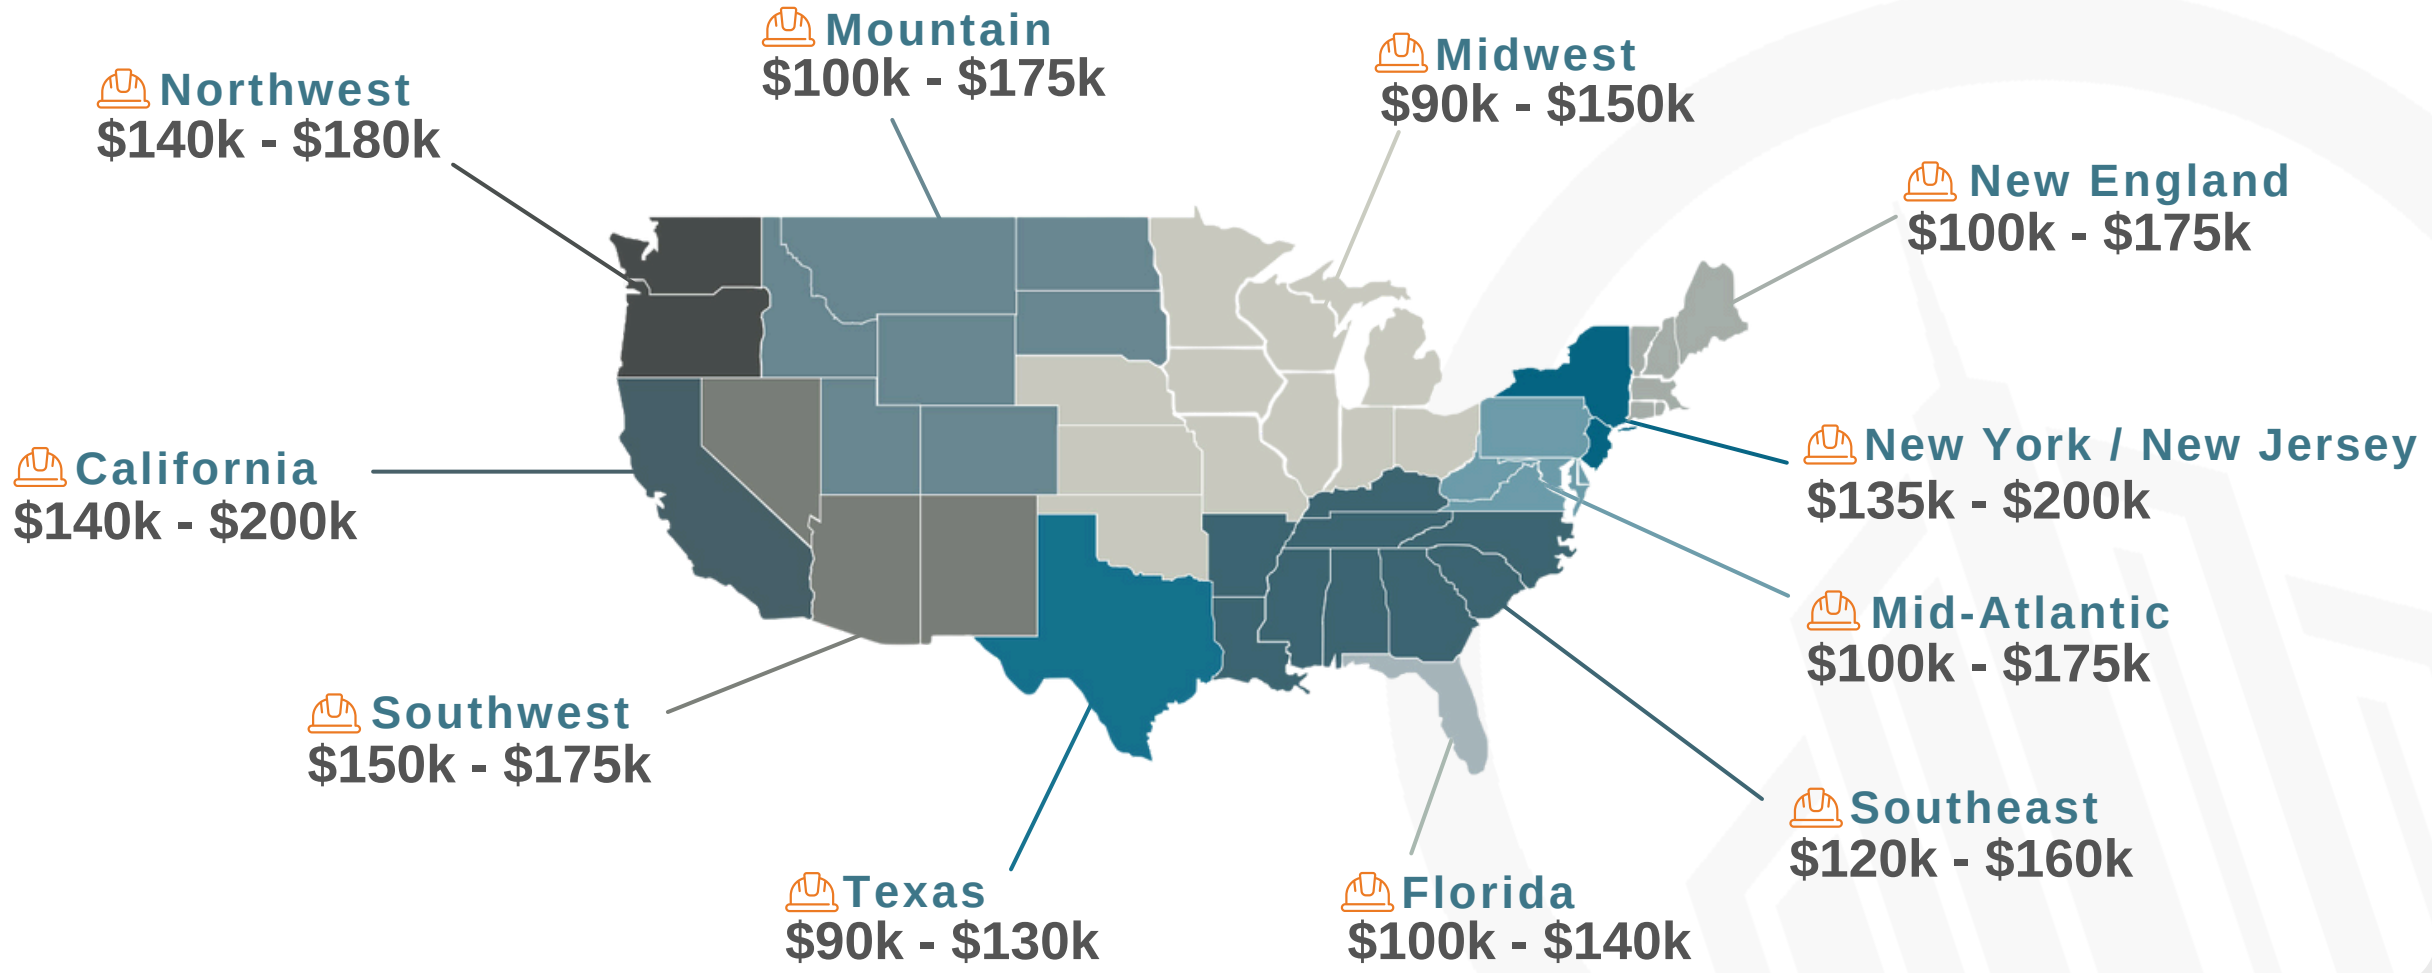 Mountain
$100k - $175k
Midwest
$90k - $150k
Northwest
$140k - $180k
New England
$100k - $175k
New York / New Jersey
$135k - $200k
California
$140k - $200k
Mid-Atlantic
$100k - $175k
Southwest
$150k - $175k
Southeast
$120k - $160k
Texas
$90k - $130k
Florida
$100k - $140k